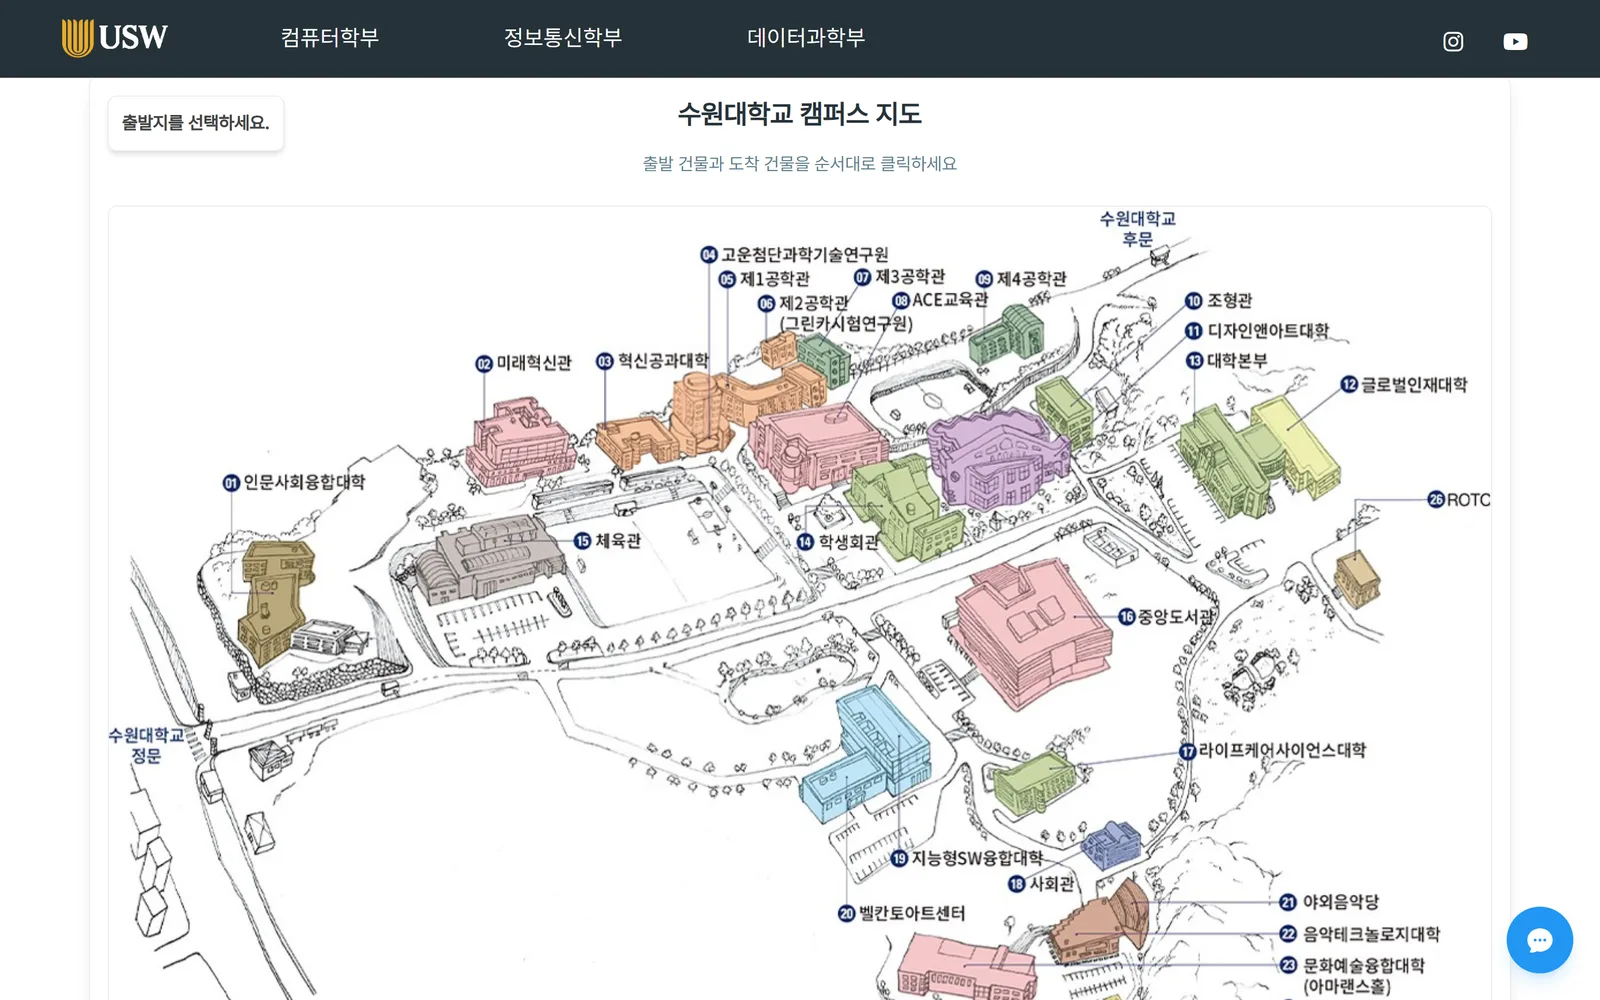 USW
컴퓨터학부
정보통신학부
데이터과학부
출발지를 선택하세요.
수원대학교 캠퍼스 지도
출발 건물과 도착 건물을 순서대로 클릭하세요
수원대학교
후문
04 고운첨단과학기술연구원
05 제1공학관
07 제3공학관
09 제4공학관
06 제2공학관
(그린카시험연구원)
08 ACE교육관
10 조형관
11 디자인앤아트대학
13 대학본부
02 미래혁신관
03 혁신공과대학
12 글로벌인재대학
01 인문사회융합대학
26 ROTC
15 체육관
14 학생회관
16 중앙도서관
수원대학교
정문
17 라이프케어사이언스대학
19 지능형SW융합대학
18 사회관
20 벨칸토아트센터
21 야외음악당
22 음악테크놀로지대학
23 문화예술융합대학
(아마랜스홀)